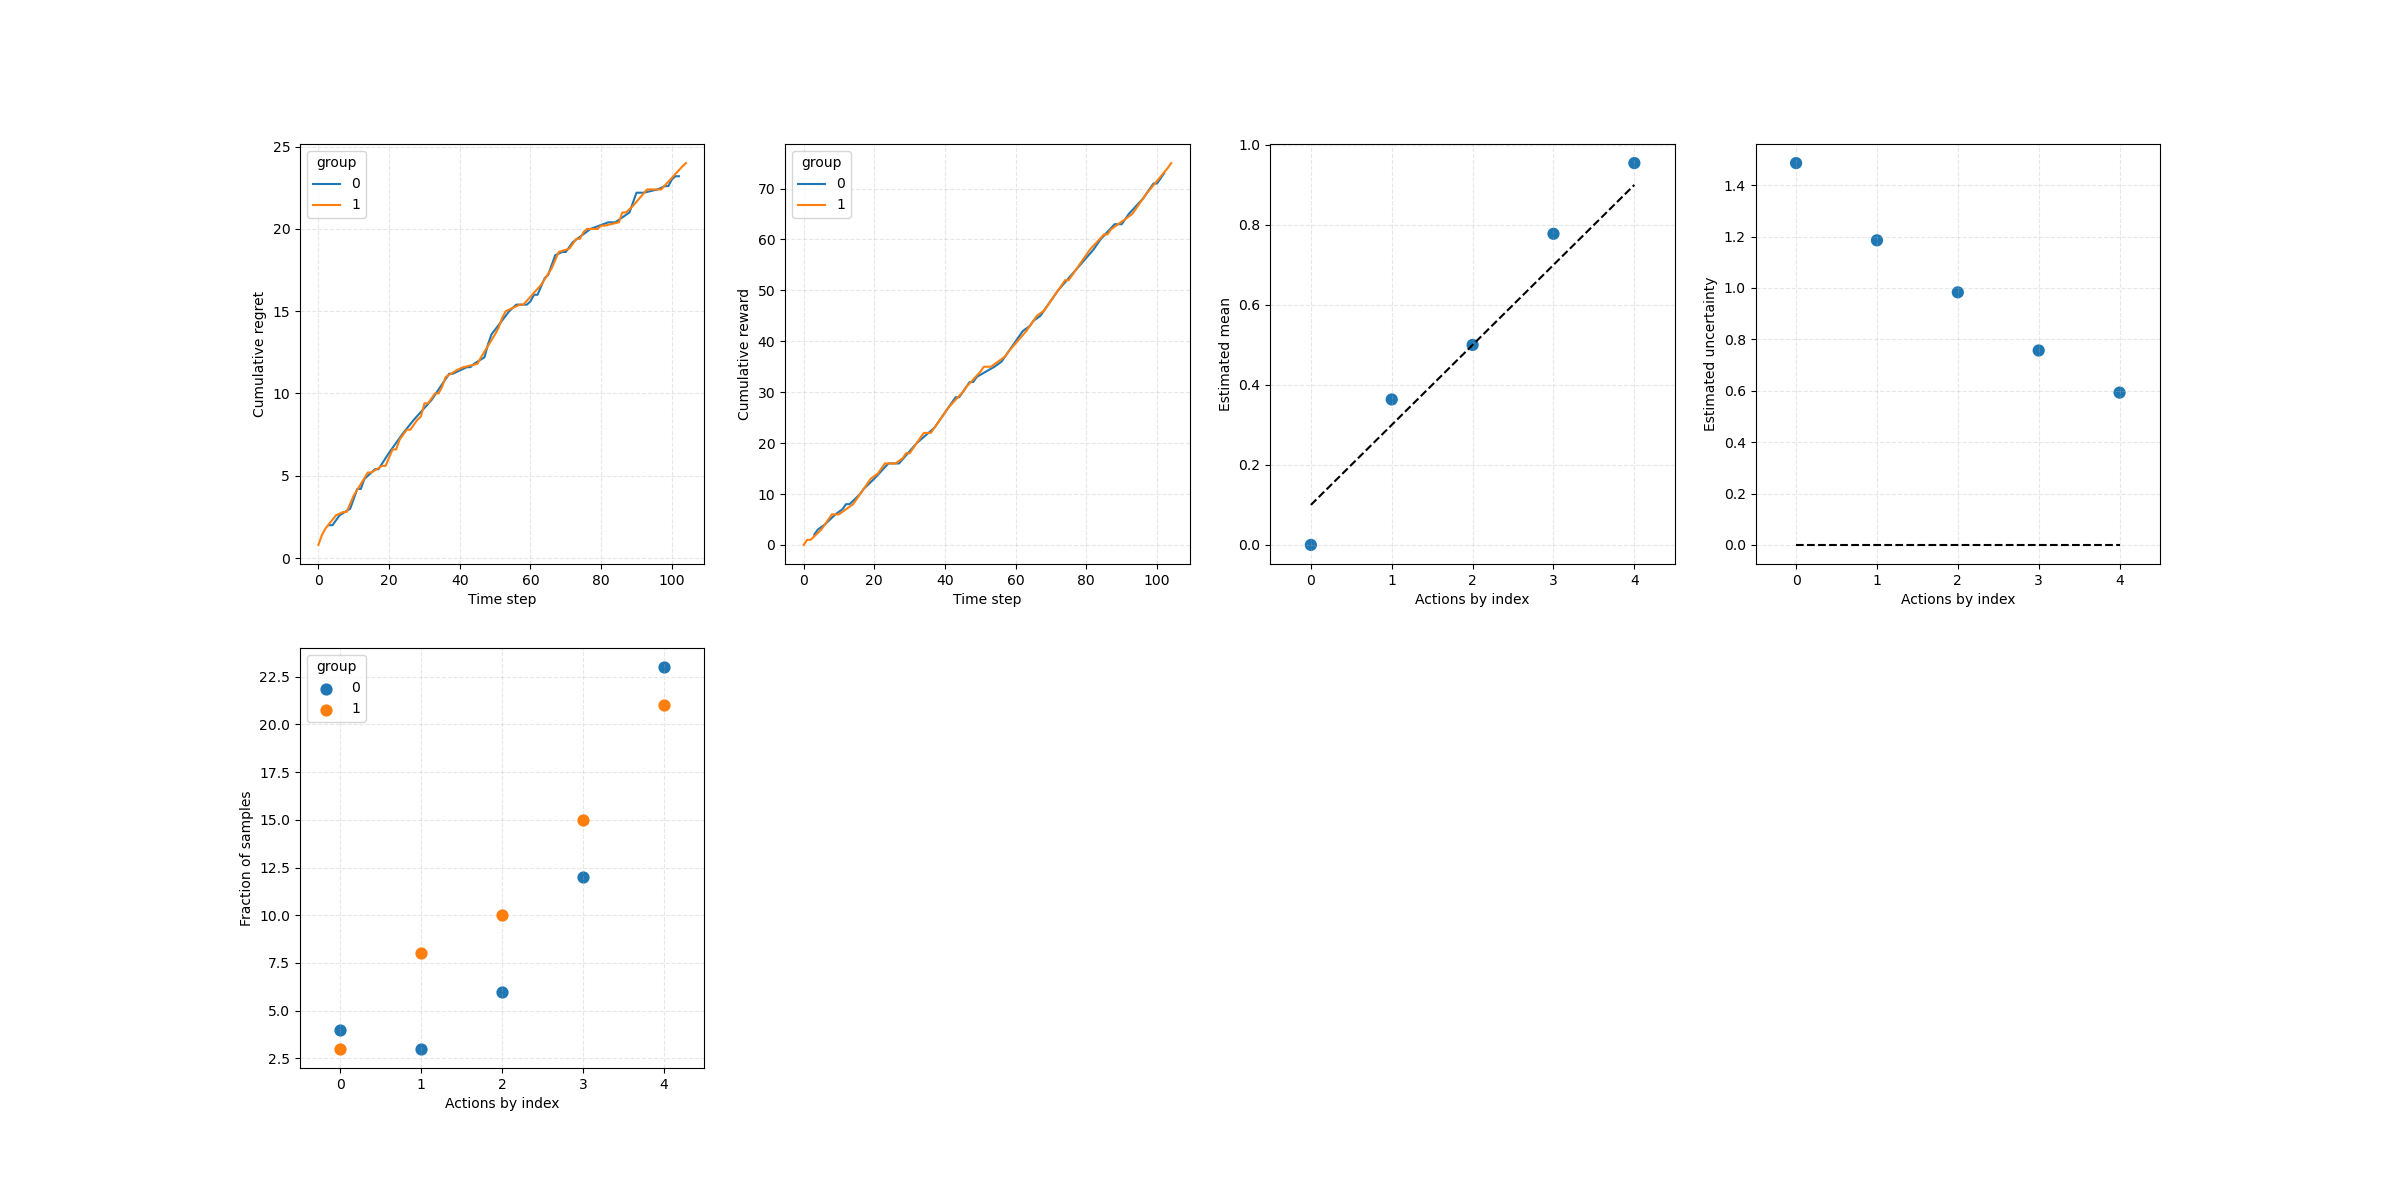 group
0
1
25
20
15
10
5
0
Cumulative regret
0 20 40 60 80 100
Time step
group
0
1
70
60
50
40
30
20
10
0
Cumulative reward
0 20 40 60 80 100
Time step
1.0
0.8
0.6
0.4
0.2
0.0
Estimated mean
0 1 2 3 4
Actions by index
1.4
1.2
1.0
0.8
0.6
0.4
0.2
0.0
Estimated uncertainty
0 1 2 3 4
Actions by index
group
0
1
22.5
20.0
17.5
15.0
12.5
10.0
7.5
5.0
2.5
Fraction of samples
0 1 2 3 4
Actions by index